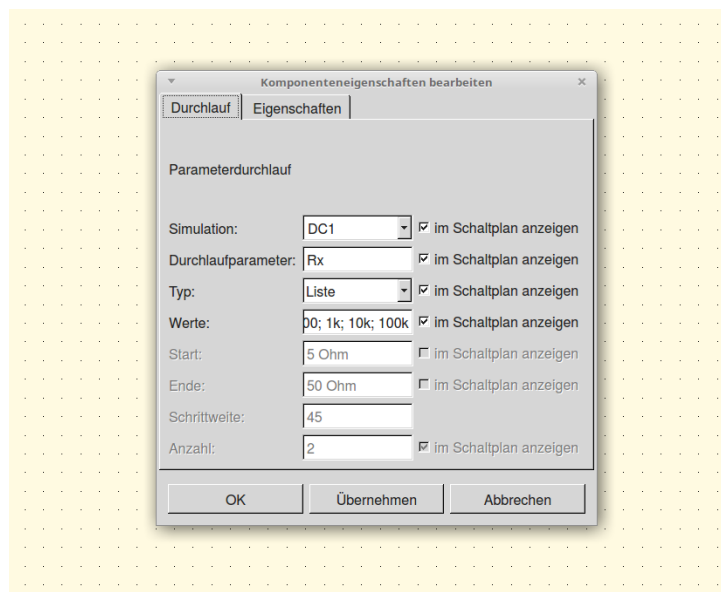 Komponenteneigenschaften bearbeiten
Durchlauf Eigenschaften
Parameterdurchlauf
Simulation: DC1 im Schaltplan anzeigen
Durchlaufparameter: Rx im Schaltplan anzeigen
Typ: Liste im Schaltplan anzeigen
Werte: 00; 1k; 10k; 100k im Schaltplan anzeigen
Start: 5 Ohm im Schaltplan anzeigen
Ende: 50 Ohm im Schaltplan anzeigen
Schrittweite: 45
Anzahl: 2 im Schaltplan anzeigen
OK Übernehmen Abbrechen